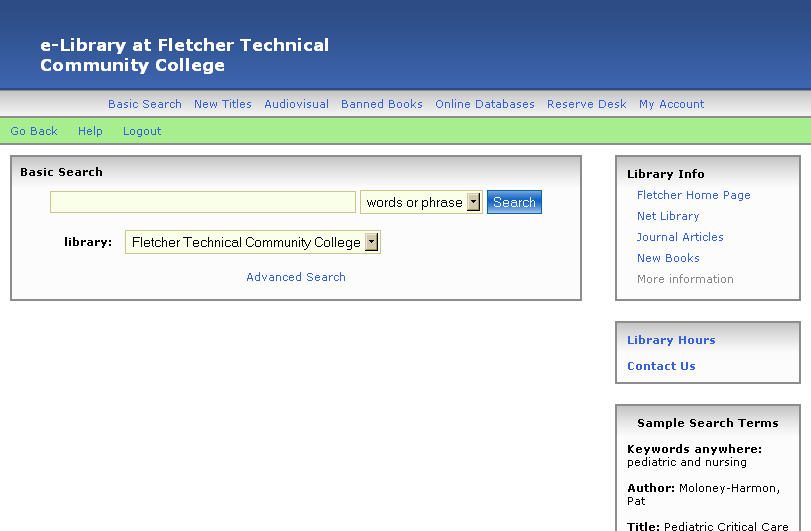 e-Library at Fletcher Technical
Community College
Basic Search New Titles Audiovisual Banned Books Online Databases Reserve Desk My Account
Go Back Help Logout
Basic Search
words or phrase Search
library: Fletcher Technical Community College
Advanced Search
Library Info
Fletcher Home Page
Net Library
Journal Articles
New Books
More information
Library Hours
Contact Us
Sample Search Terms
Keywords anywhere:
pediatric and nursing
Author: Moloney-Harmon,
Pat
Title: Pediatric Critical Care